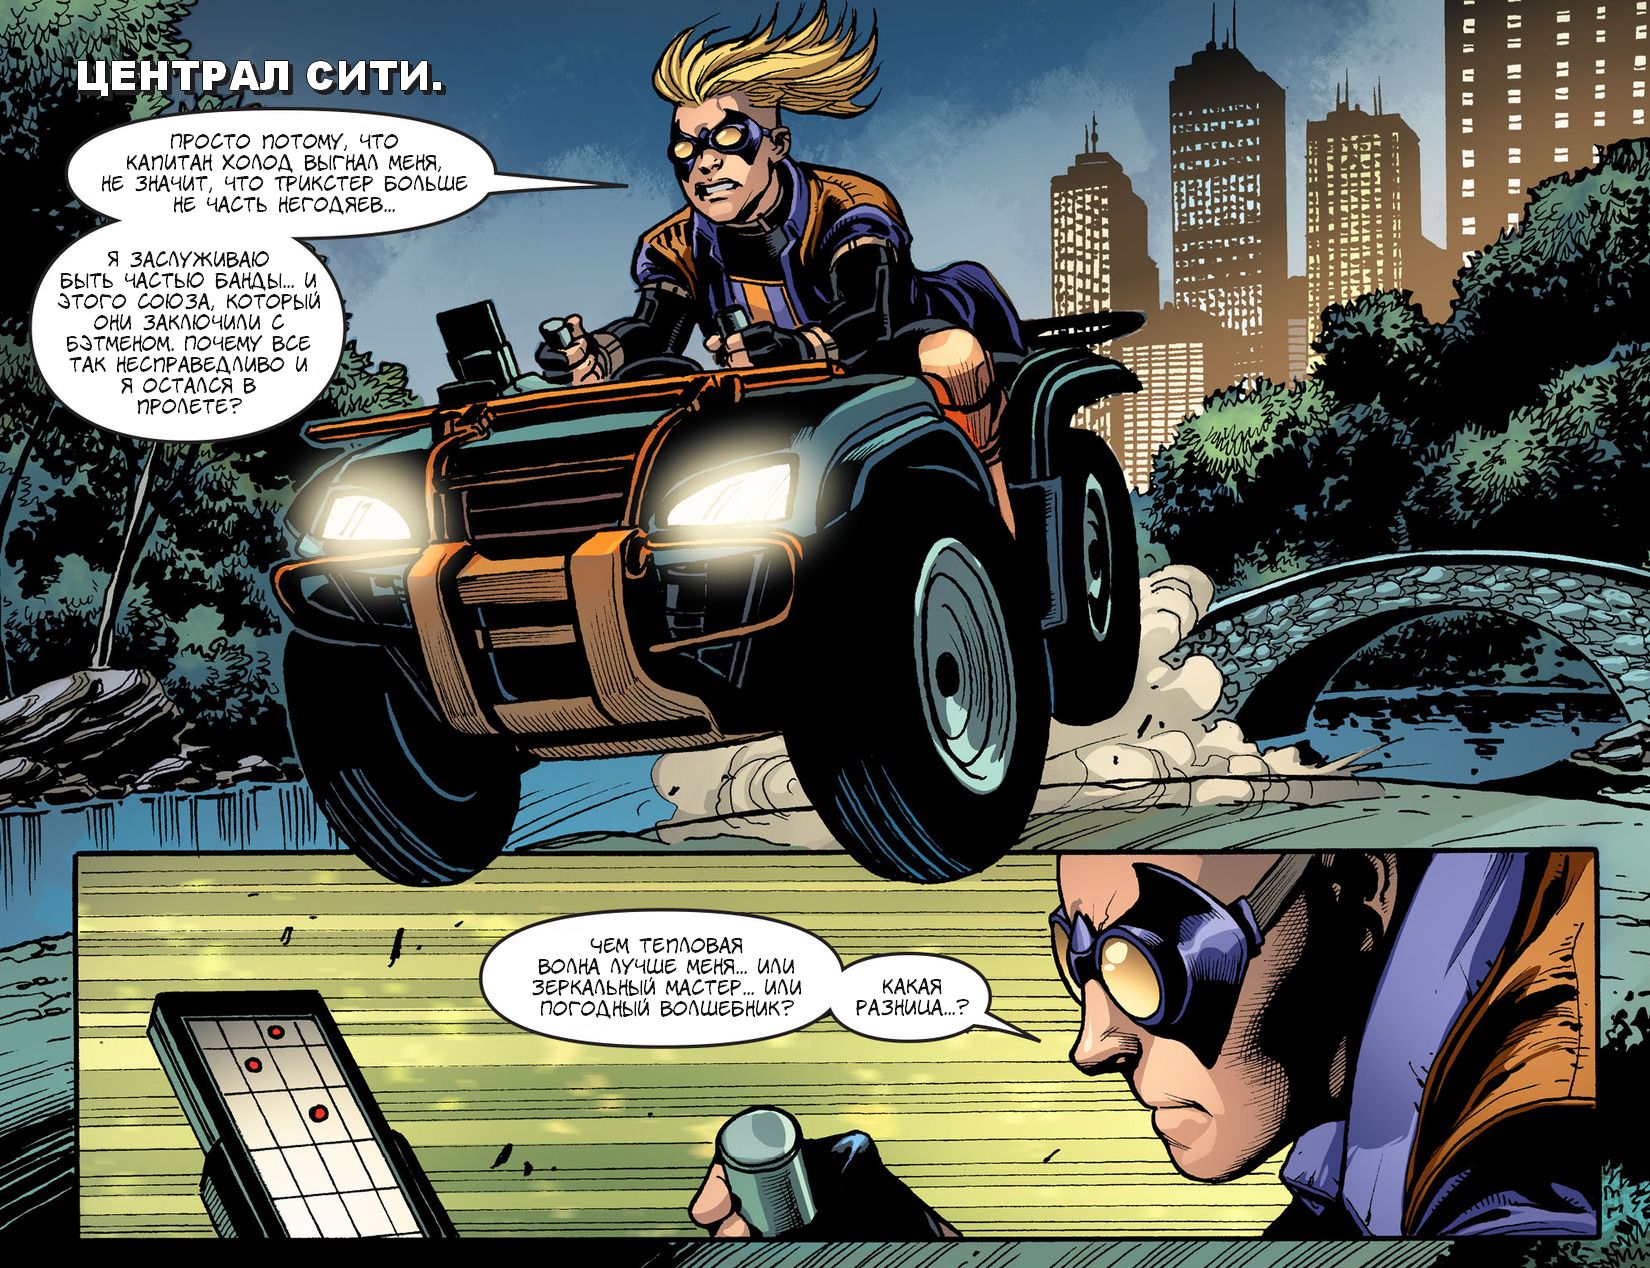 ЦЕНТРАЛ СИТИ.
ПРОСТО ПОТОМУ, ЧТО
КАПИТАН ХОЛОД ВЫГНАЛ МЕНЯ,
НЕ ЗНАЧИТ, ЧТО ТРИКСТЕР БОЛЬШЕ
НЕ ЧАСТЬ НЕГОДЯЕВ...
Я ЗАСЛУЖИВАЮ
БЫТЬ ЧАСТЬЮ БАНДЫ... И
ЭТОГО СОЮЗА, КОТОРЫЙ
ОНИ ЗАКЛЮЧИЛИ С
БЭТМЕНОМ. ПОЧЕМУ ВСЕ
ТАК НЕСПРАВЕДЛИВО И
Я ОСТАЛСЯ В
ПРОЛЕТЕ?
ЧЕМ ТЕПЛОВАЯ
ВОЛНА ЛУЧШЕ МЕНЯ... ИЛИ
ЗЕРКАЛЬНЫЙ МАСТЕР... ИЛИ
ПОГОДНЫЙ ВОЛШЕБНИК?
КАКАЯ
РАЗНИЦА...?